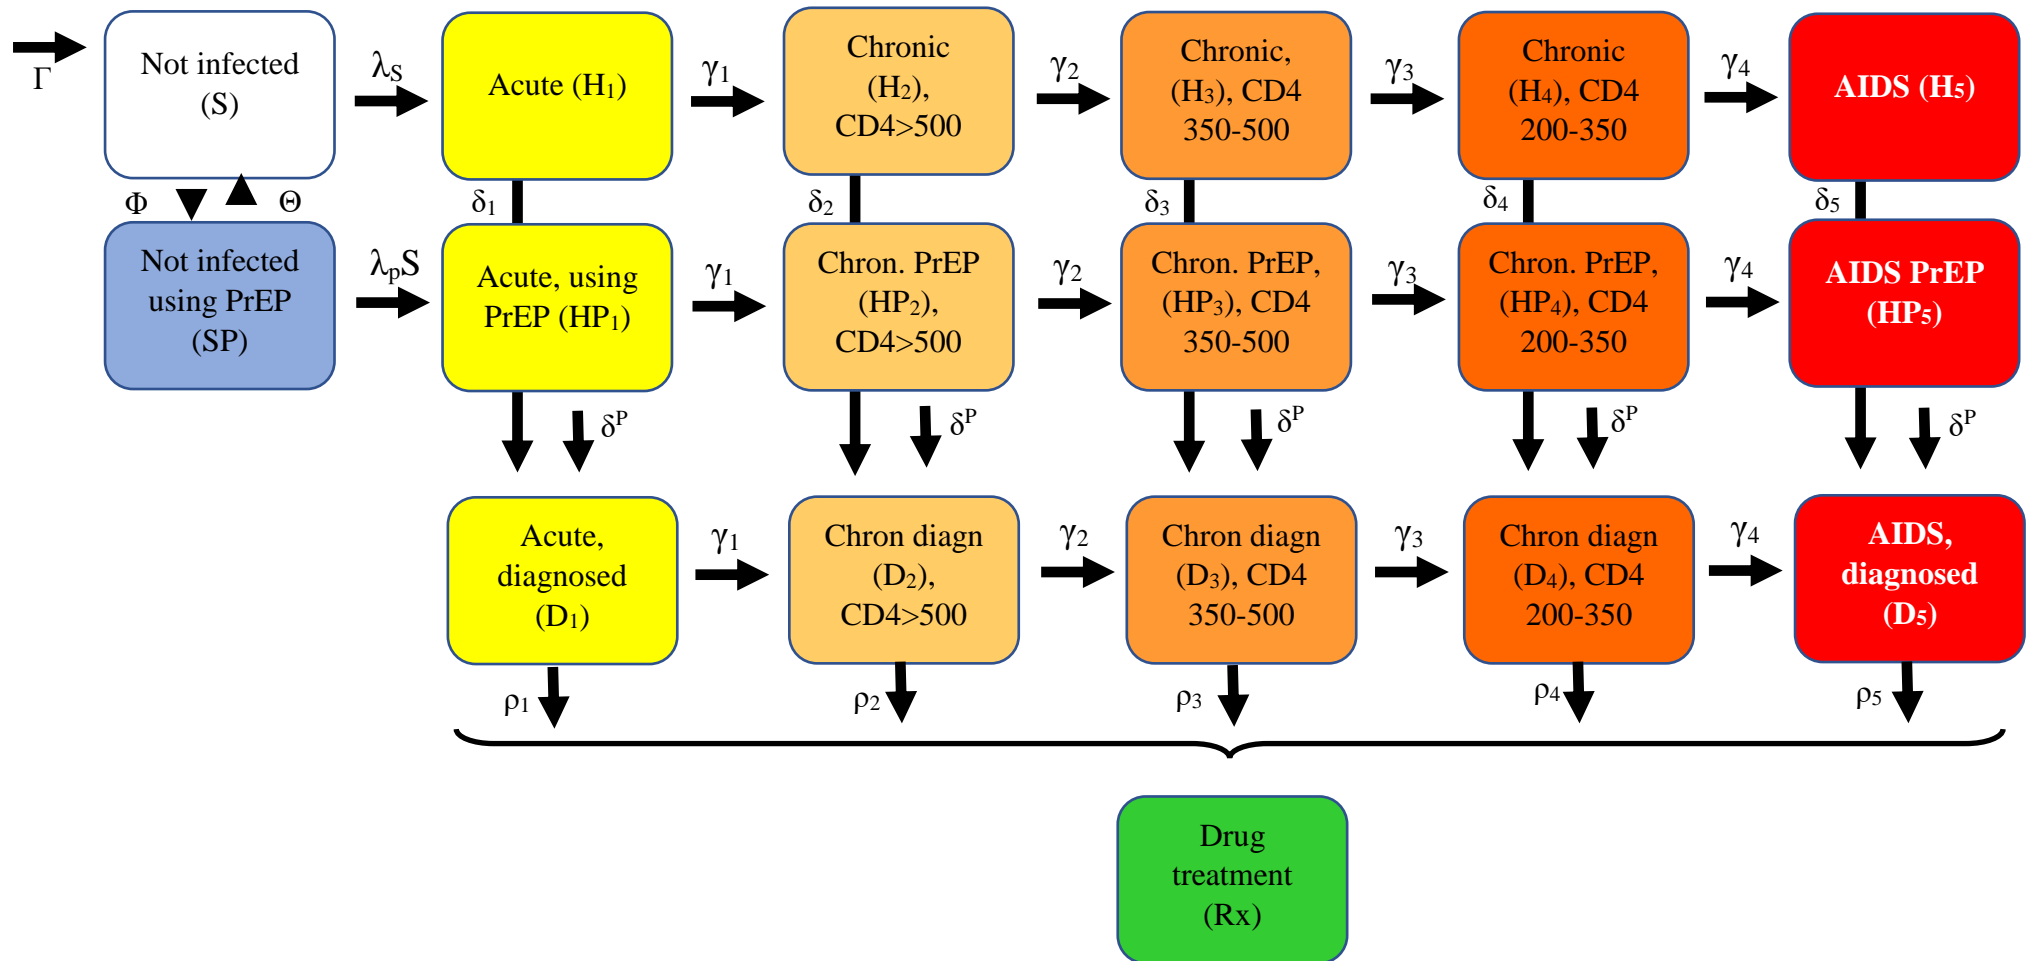 Γ
Not infected
(S)
λS
Acute (H1)
γ1
Chronic
(H2),
CD4>500
γ2
Chronic,
(H3), CD4
350-500
γ3
Chronic
(H4), CD4
200-350
γ4
AIDS (H5)
Φ
Θ
δ1
δ2
δ3
δ4
δ5
Not infected
using PrEP
(SP)
λpS
Acute, using
PrEP (HP1)
γ1
Chron. PrEP
(HP2),
CD4>500
γ2
Chron. PrEP,
(HP3), CD4
350-500
γ3
Chron. PrEP,
(HP4), CD4
200-350
γ4
AIDS PrEP
(HP5)
δP
δP
δP
δP
δP
Acute,
diagnosed
(D1)
γ1
Chron diagn
(D2),
CD4>500
γ2
Chron diagn
(D3), CD4
350-500
γ3
Chron diagn
(D4), CD4
200-350
γ4
AIDS,
diagnosed
(D5)
ρ1
ρ2
ρ3
ρ4
ρ5
Drug
treatment
(Rx)